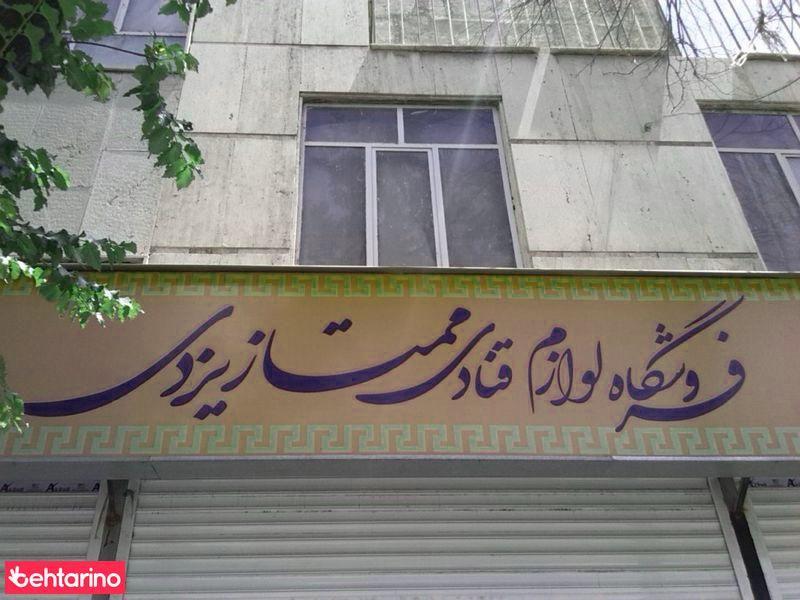 فروشگاه لوازم قنادی ممتاز یزدی
behtarino